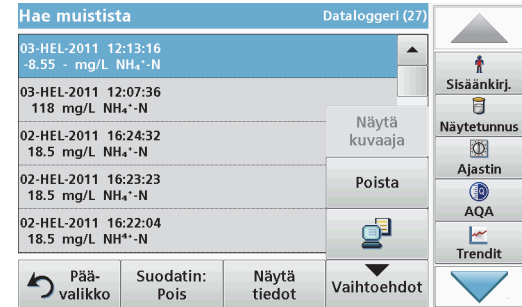 Hae muistista
Dataloggeri (27)
03-HEL-2011 12:13:16
-8.55 - mg/L NH₄⁺-N
03-HEL-2011 12:07:36
118 mg/L NH₄⁺-N
02-HEL-2011 16:24:32
18.5 mg/L NH₄⁺-N
02-HEL-2011 16:23:23
18.5 mg/L NH₄⁺-N
02-HEL-2011 16:22:04
18.5 mg/L NH⁴⁺-N
Näytä
kuvaaja
Poista
Pää-
valikko
Suodatin:
Pois
Näytä
tiedot
Vaihtoehdot
Sisäänkirj.
Näytetunnus
Ajastin
AQA
Trendit